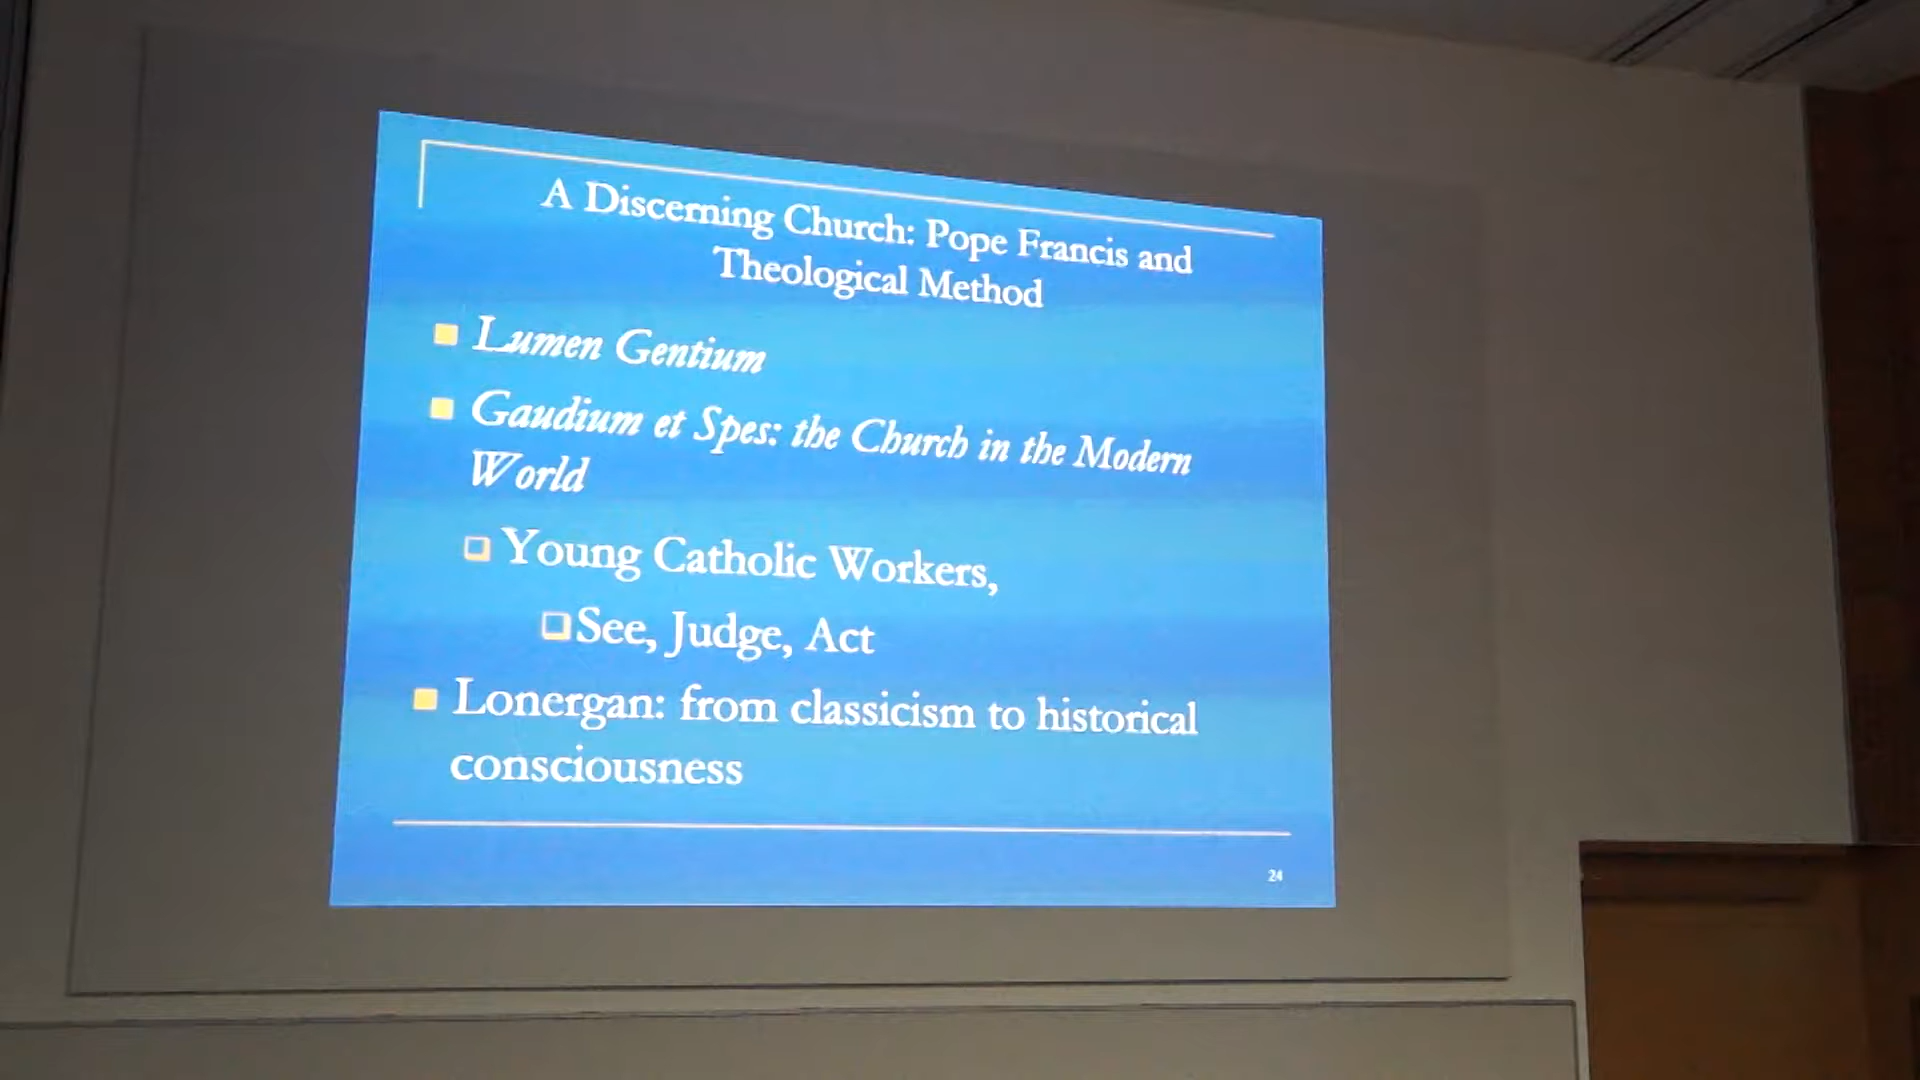 A Discerning Church: Pope Francis and
Theological Method
Lumen Gentium
Gaudium et Spes: the Church in the Modern
World
Young Catholic Workers,
See, Judge, Act
Lonergan: from classicism to historical
consciousness
24